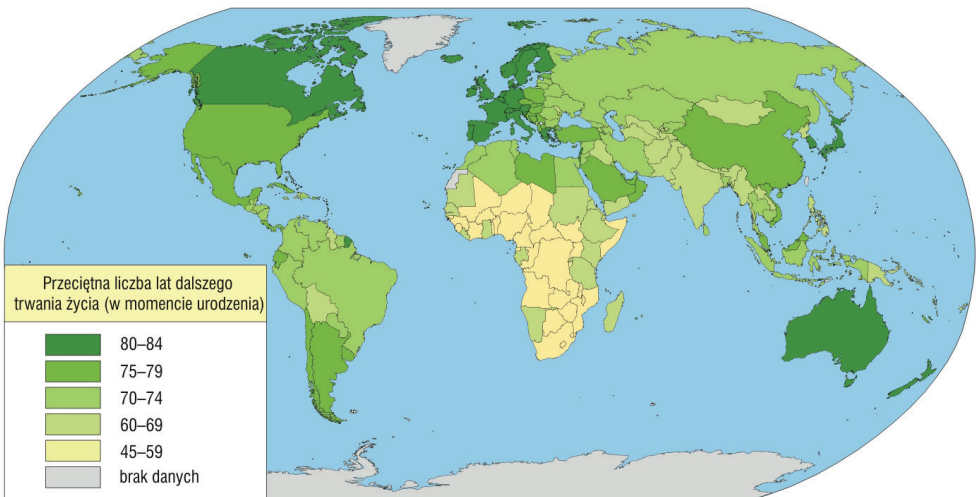 Przeciętna liczba lat dalszego
trwania życia (w momencie urodzenia)
80–84
75–79
70–74
60–69
45–59
brak danych